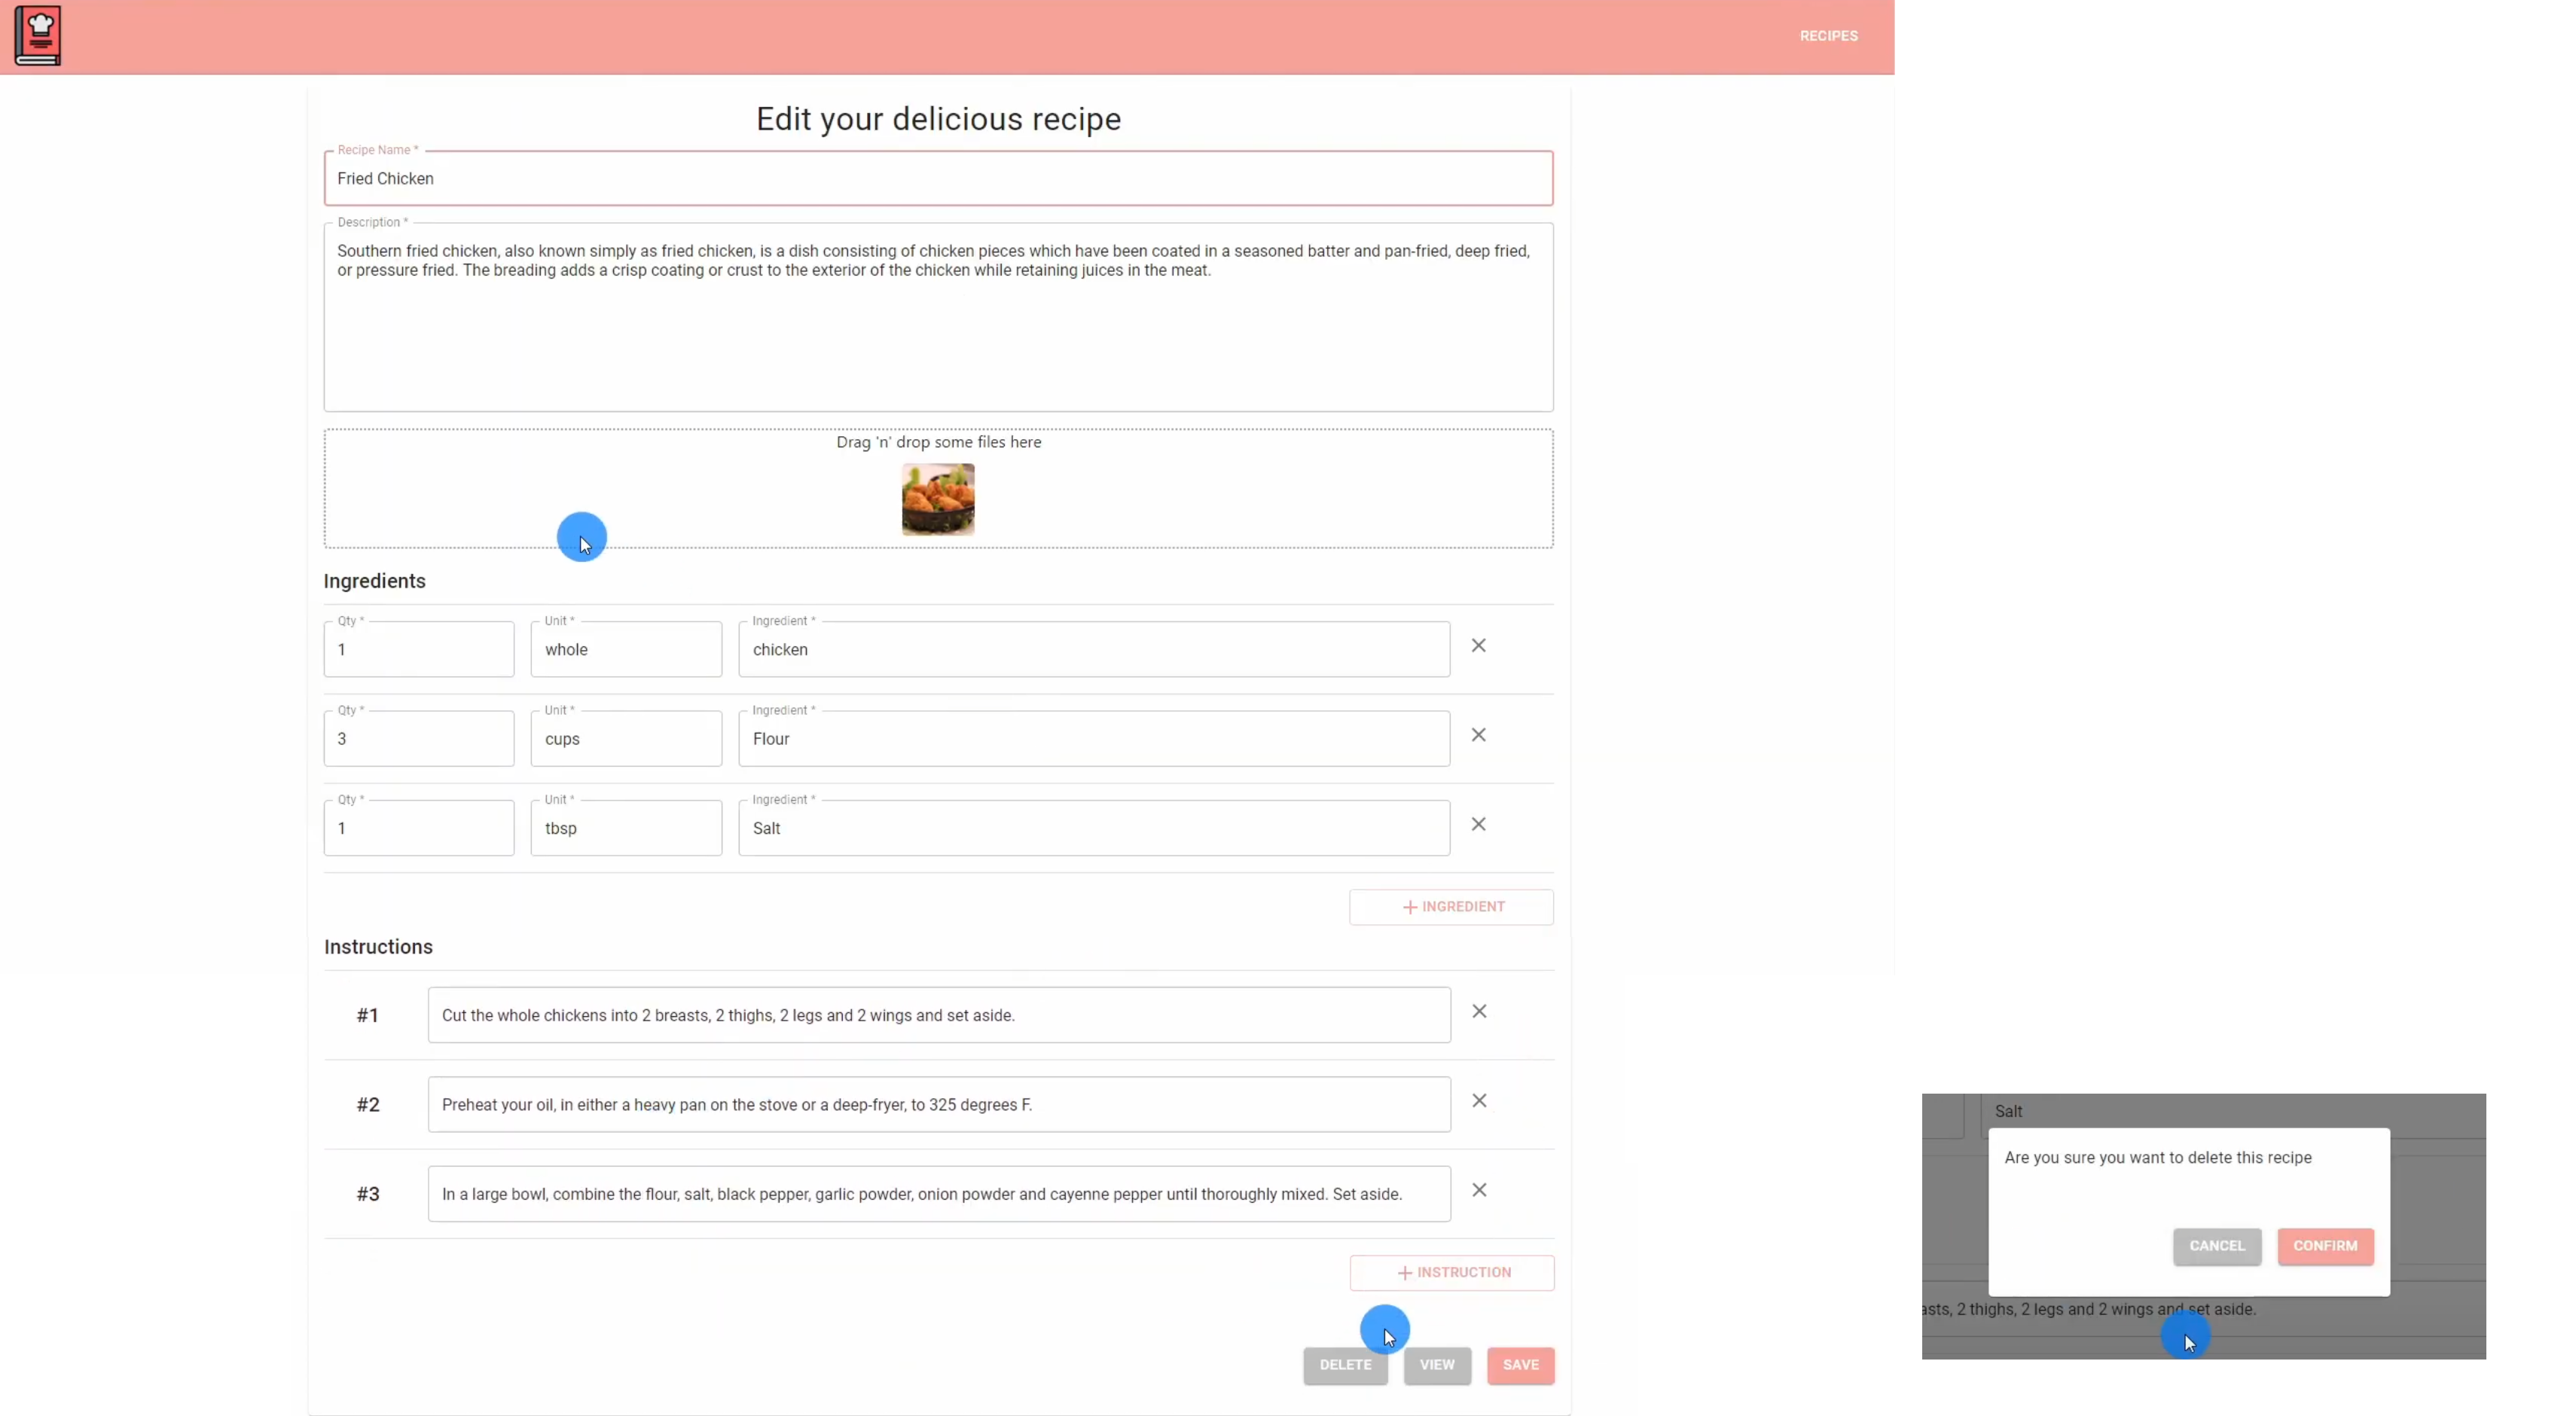 RECIPES
Edit your delicious recipe
Recipe Name *
Fried Chicken
Description *
Southern fried chicken, also known simply as fried chicken, is a dish consisting of chicken pieces which have been coated in a seasoned batter and pan-fried, deep fried,
or pressure fried. The breading adds a crisp coating or crust to the exterior of the chicken while retaining juices in the meat.
Drag 'n' drop some files here
Ingredients
Qty * Unit * Ingredient *
1 whole chicken
Qty * Unit * Ingredient *
3 cups Flour
Qty * Unit * Ingredient *
1 tbsp Salt
+ INGREDIENT
Instructions
#1 Cut the whole chickens into 2 breasts, 2 thighs, 2 legs and 2 wings and set aside.
#2 Preheat your oil, in either a heavy pan on the stove or a deep-fryer, to 325 degrees F.
#3 In a large bowl, combine the flour, salt, black pepper, garlic powder, onion powder and cayenne pepper until thoroughly mixed. Set aside.
+ INSTRUCTION
DELETE VIEW SAVE
Salt
Are you sure you want to delete this recipe
CANCEL CONFIRM
asts, 2 thighs, 2 legs and 2 wings and set aside.